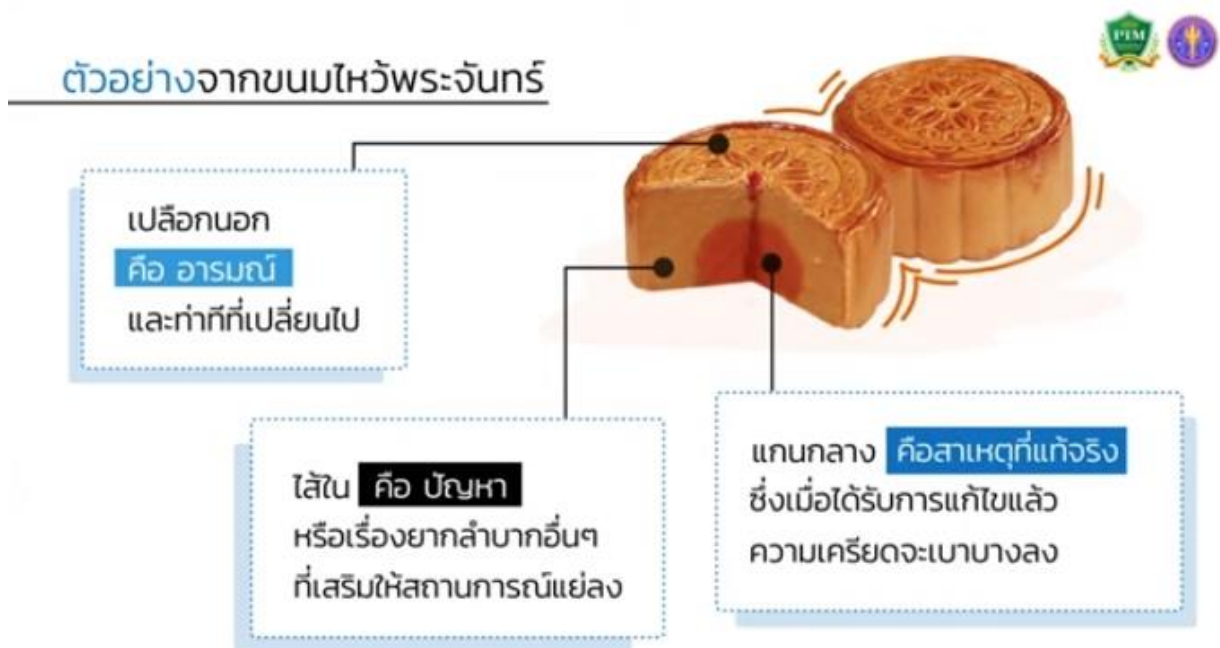 PIM
ตัวอย่างจากขนมไหว้พระจันทร์
เปลือกนอก
คือ อารมณ์
และท่าทีที่เปลี่ยนไป
ไส้ใน คือ ปัญหา
หรือเรื่องยากลำบากอื่นๆ
ที่เสริมให้สถานการณ์แย่ลง
แกนกลาง คือสาเหตุที่แท้จริง
ซึ่งเมื่อได้รับการแก้ไขแล้ว
ความเครียดจะเบาบางลง